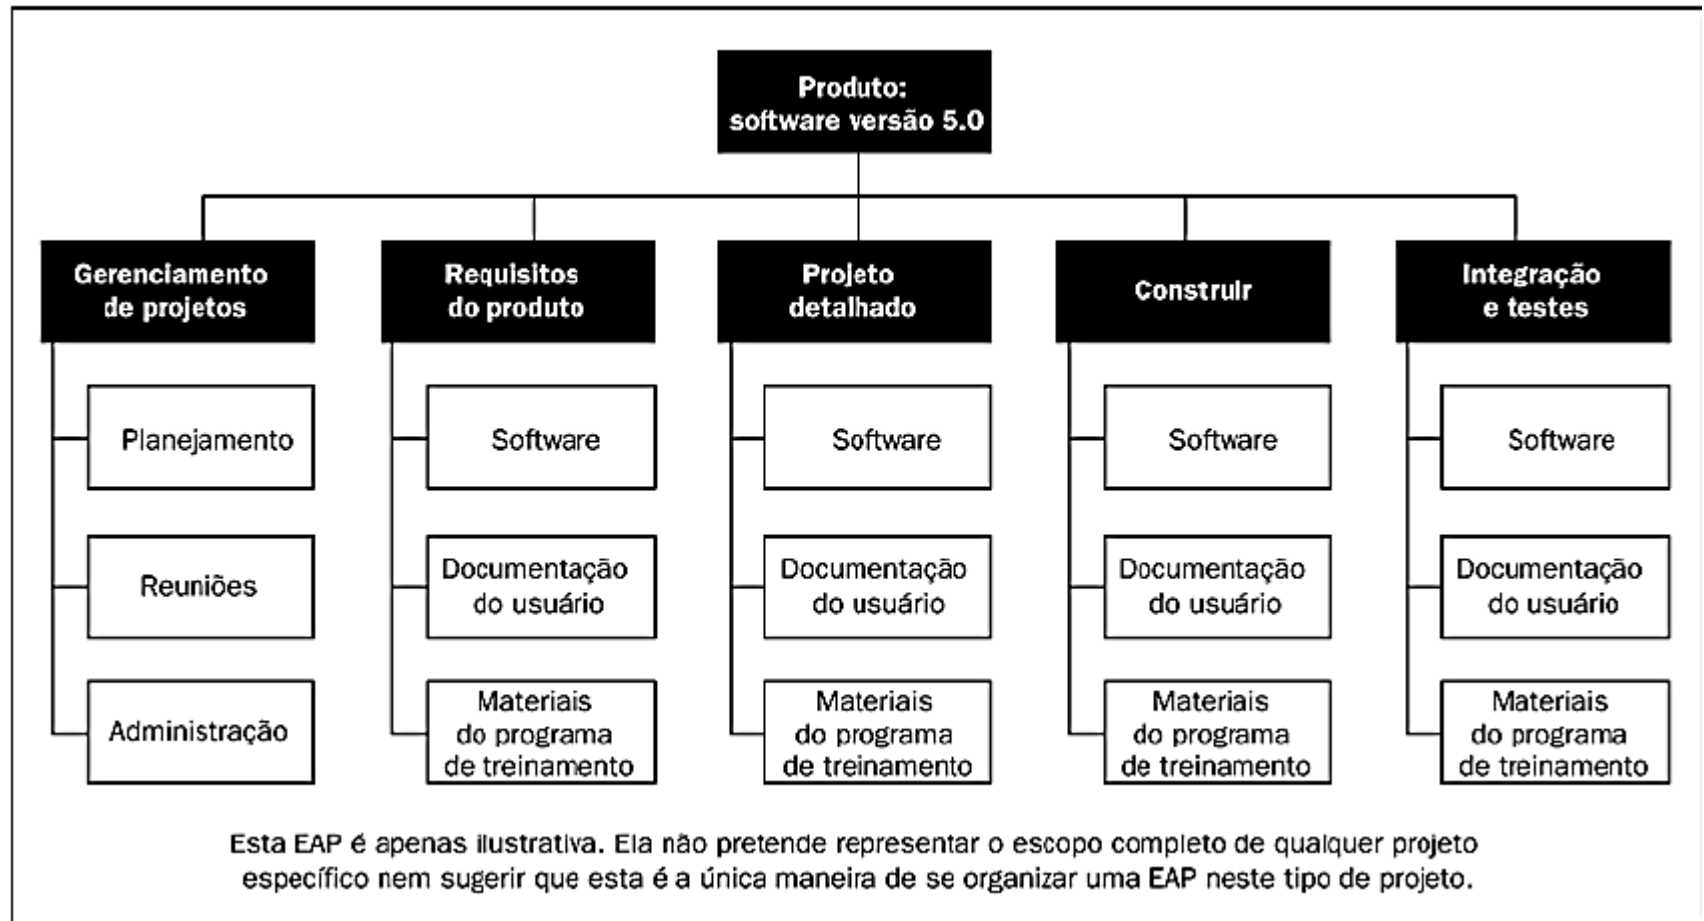 Produto:
software versão 5.0
Gerenciamento
de projetos
Requisitos
do produto
Projeto
detalhado
Construir
Integração
e testes
Planejamento
Software
Software
Software
Software
Reuniões
Documentação
do usuário
Documentação
do usuário
Documentação
do usuário
Documentação
do usuário
Administração
Materiais
do programa
de treinamento
Materiais
do programa
de treinamento
Materiais
do programa
de treinamento
Materiais
do programa
de treinamento
Esta EAP é apenas ilustrativa. Ela não pretende representar o escopo completo de qualquer projeto
específico nem sugerir que esta é a única maneira de se organizar uma EAP neste tipo de projeto.